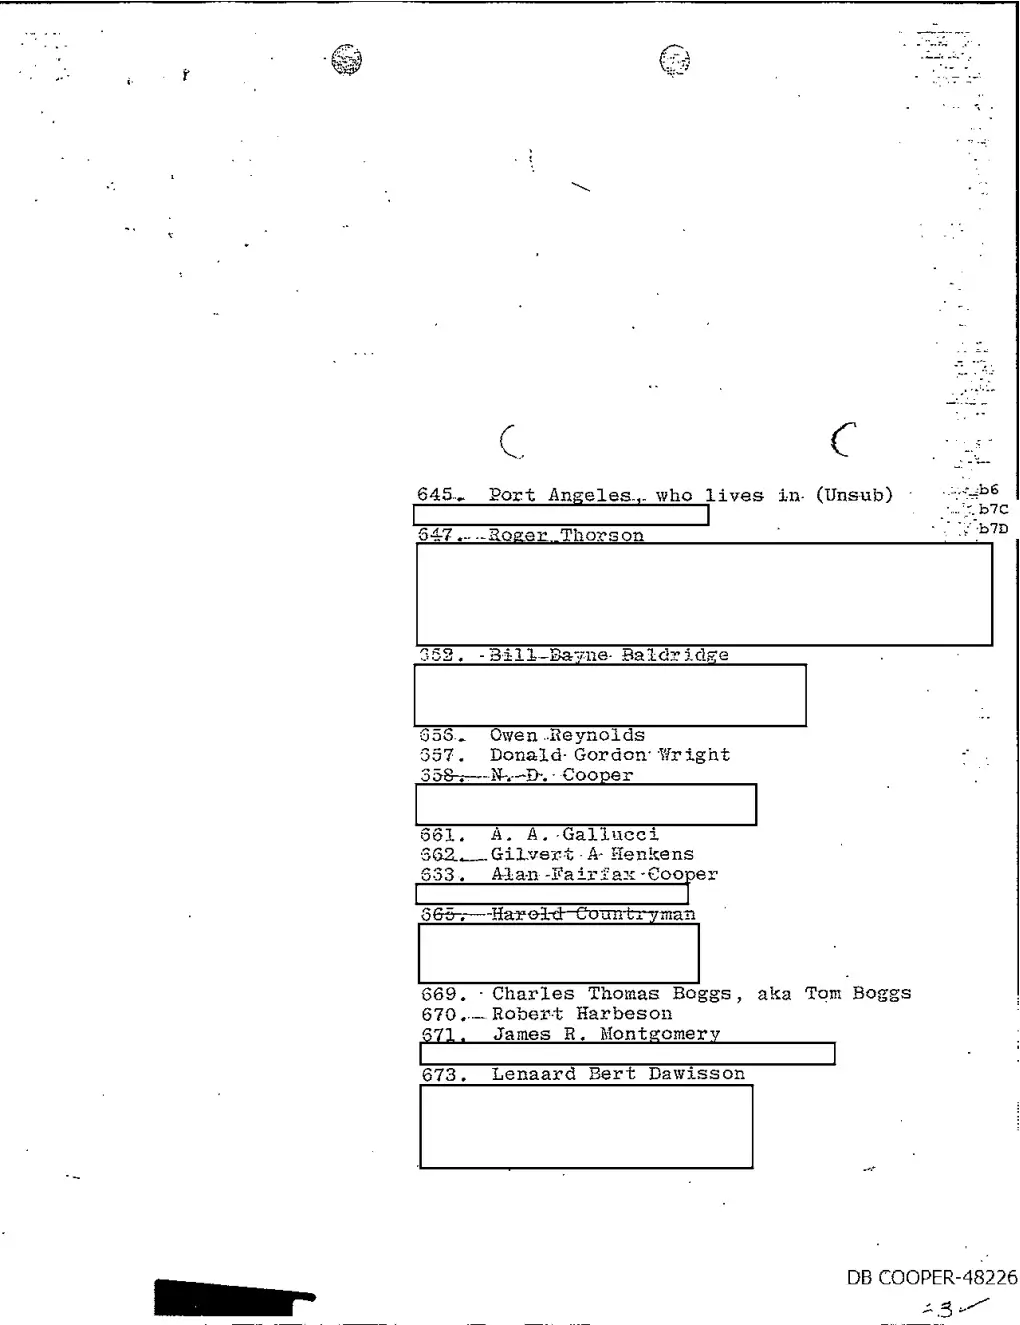 645. Port Angeles, who lives in (Unsub)
b6
b7C
b7D
647. Roger Thorson
652. Bill Bayne Baldridge
656. Owen Reynolds
657. Donald Gordon Wright
658. N. D. Cooper
661. A. A. Gallucci
662. Gilvert A Henkens
663. Alan Fairfax Cooper
665. Harold Countryman
669. Charles Thomas Boggs, aka Tom Boggs
670. Robert Harbeson
671. James R. Montgomery
673. Lenaard Bert Dawisson
DB COOPER-48226